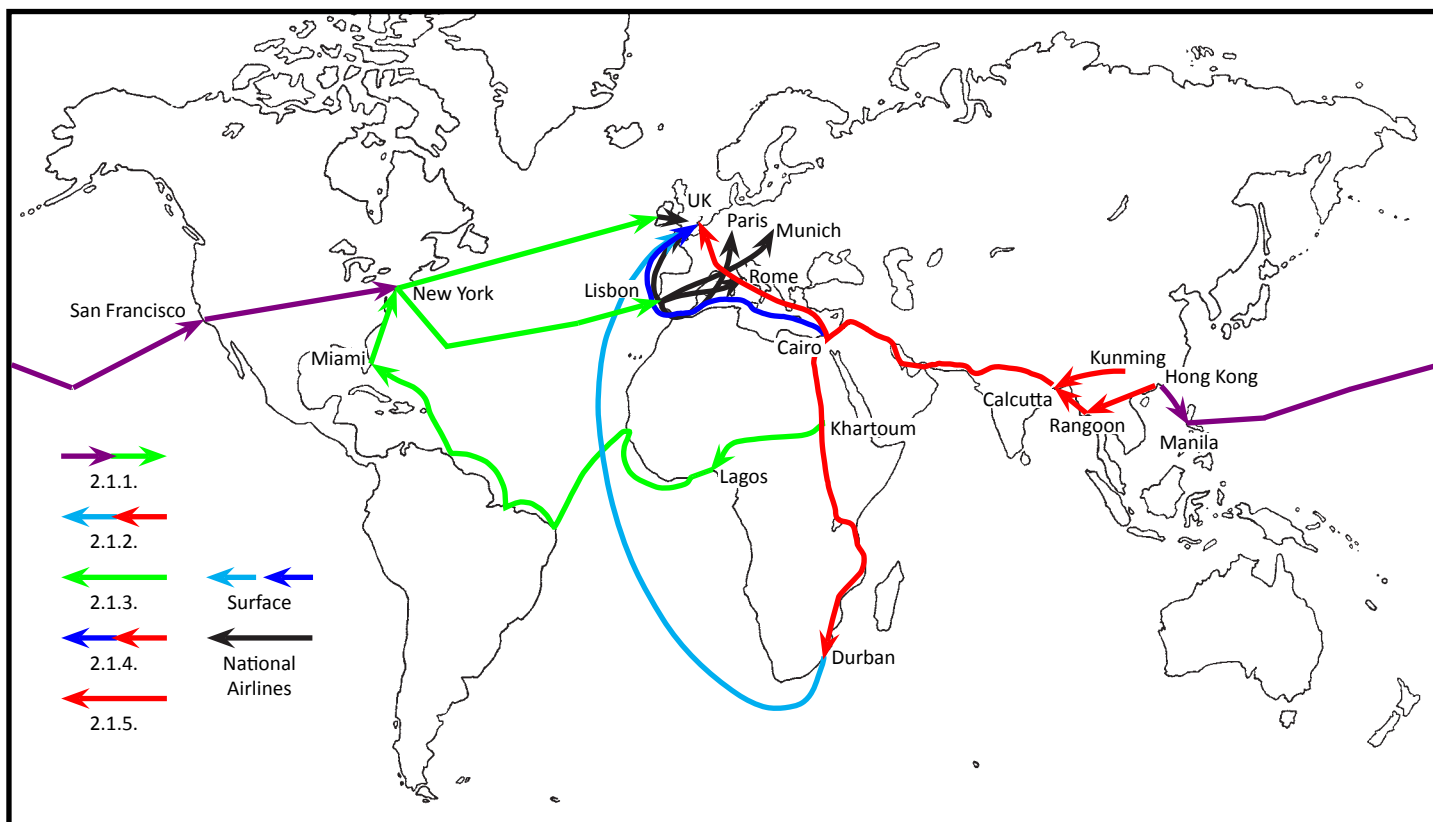 UK
Paris
Munich
Rome
Lisbon
New York
San Francisco
Miami
Cairo
Kunming
Hong Kong
Calcutta
Rangoon
Manila
Khartoum
Lagos
Durban
2.1.1.
2.1.2.
2.1.3.
Surface
2.1.4.
National
Airlines
2.1.5.